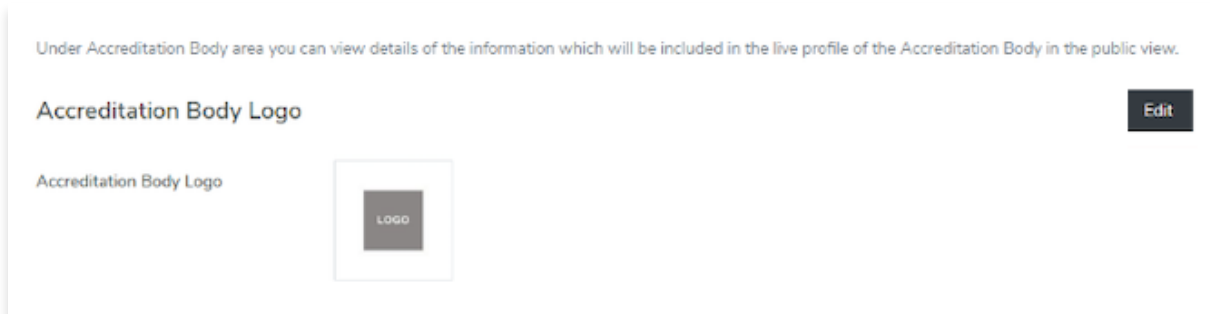 Under Accreditation Body area you can view details of the information which will be included in the live profile of the Accreditation Body in the public view.
Accreditation Body Logo
Edit
Accreditation Body Logo
LOGO